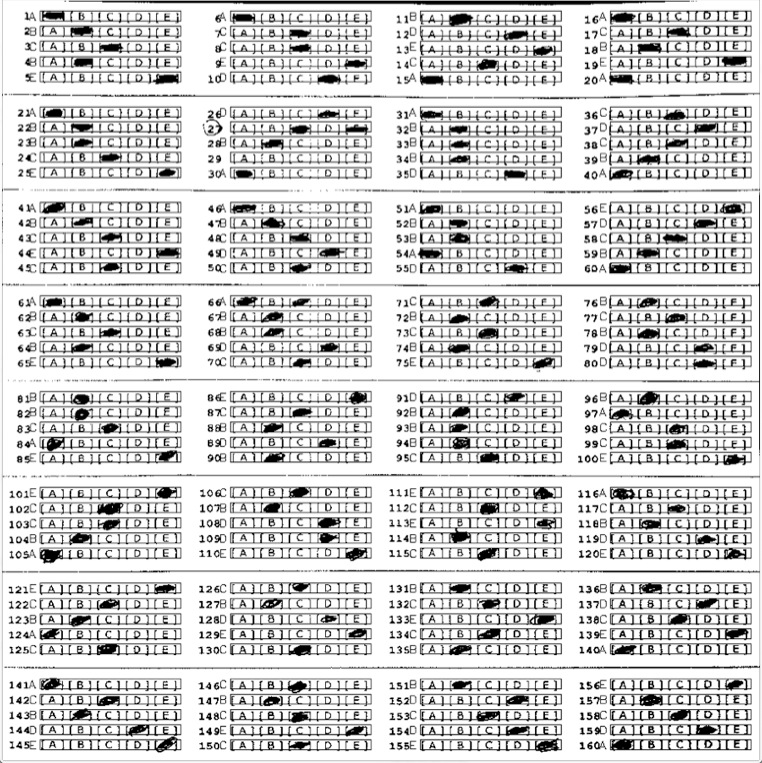 1A [B][C][D][E] 6A [B][C][D][E] 11B [A][C][D][E] 16A [B][C][D][E]
2B [A][C][D][E] 7C [A][B][D][E] 12D [A][B][C][E] 17C [A][B][D][E]
3C [A][B][D][E] 8C [A][B][D][E] 13E [A][B][C][D] 18B [A][C][D][E]
4B [A][C][D][E] 9E [A][B][C][D] 14C [A][B][D][E] 19E [A][B][C][D]
5E [A][B][C][D] 10D [A][B][C][E] 15A [B][C][D][E] 20A [B][C][D][E]
21A [B][C][D][E] 26D [A][B][C][E] 31A [B][C][D][E] 36C [A][B][D][E]
22B [A][C][D][E] 27 [A][B][D] 32B [A][C][D][E] 37D [A][B][C][E]
23B [A][C][D][E] 28B [A][C][D][E] 33B [A][C][D][E] 38C [A][B][D][E]
24C [A][B][D][E] 29 [A][B][C][D][E] 34B [A][C][D][E] 39B [A][C][D][E]
25E [A][B][C][D] 30A [B][C][D][E] 35D [A][B][C][E] 40A [B][C][D][E]
41A [B][C][D][E] 46A [B][C][D][E] 51A [B][C][D][E] 56E [A][B][C][D]
42B [A][C][D][E] 47B [A][C][D][E] 52B [A][C][D][E] 57D [A][B][C][E]
43C [A][B][D][E] 48C [A][B][D][E] 53B [A][C][D][E] 58C [A][B][D][E]
44E [A][B][C][D] 49D [A][B][C][E] 54A [B][C][D][E] 59B [A][C][D][E]
45C [A][B][D][E] 50C [A][B][D][E] 55D [A][B][C][E] 60A [B][C][D][E]
61A [B][C][D][E] 66A [B][D][E] 71C [A][B][D][E] 76B [A][C][D][E]
62B [A][C][D][E] 67B [A][C][D][E] 72B [A][C][D][E] 77C [A][B][D][E]
63C [A][B][D][E] 68B [A][C][D][E] 73C [A][B][D][E] 78B [A][C][D][E]
64B [A][C][D][E] 69D [A][B][C][E] 74B [A][C][D][E] 79D [A][B][C][E]
65E [A][B][C][D] 70C [A][B][D][E] 75E [A][B][C][D] 80D [A][B][C][E]
81B [A][C][D][E] 86E [A][B][C][D] 91D [A][B][C][E] 96B [A][C][D][E]
82B [A][C][D][E] 87C [A][B][D][E] 92B [A][C][D][E] 97A [B][C][D][E]
83C [A][B][D][E] 88B [A][C][D][E] 93B [A][C][D][E] 98C [A][B][D][E]
84A [B][C][D][E] 89D [A][B][C][E] 94B [A][C][D][E] 99C [A][B][D][E]
85E [A][B][C][D] 90B [A][C][D][E] 95C [A][B][D][E] 100E [A][B][C][D]
101E [A][B][C][D] 106C [A][B][D][E] 111E [A][B][C][D] 116A [B][C][D][E]
102C [A][B][D][E] 107B [A][C][D][E] 112C [A][B][D][E] 117C [A][B][D][E]
103C [A][B][D][E] 108D [A][B][C][E] 113E [A][B][C][D] 118B [A][C][D][E]
104B [A][C][D][E] 109D [A][B][C][E] 114B [A][C][D][E] 119D [A][B][C][E]
105A [B][C][D][E] 110E [A][B][C][D] 115C [A][B][D][E] 120E [A][B][C][D]
121E [A][B][C][D] 126C [A][B][D][E] 131B [A][C][D][E] 136B [A][C][D][E]
122C [A][B][D][E] 127B [A][C][D][E] 132C [A][B][D][E] 137D [A][B][C][E]
123B [A][C][D][E] 128D [A][B][C][E] 133E [A][B][C][D] 138C [A][B][D][E]
124A [B][C][D][E] 129E [A][B][C][D] 134C [A][B][D][E] 139E [A][B][C][D]
125C [A][B][D][E] 130C [A][B][D][E] 135B [A][C][D][E] 140A [B][C][D][E]
141A [B][C][D][E] 146C [A][B][D][E] 151B [A][C][D][E] 156E [A][B][C][D]
142C [A][B][D][E] 147B [A][C][D][E] 152D [A][B][C][E] 157B [A][C][D][E]
143B [A][C][D][E] 148C [A][B][D][E] 153C [A][B][D][E] 158C [A][B][D][E]
144D [A][B][C][E] 149E [A][B][C][D] 154D [A][B][C][E] 159D [A][B][C][E]
145E [A][B][C][D] 150C [A][B][D][E] 155E [A][B][C][D] 160A [B][C][D][E]